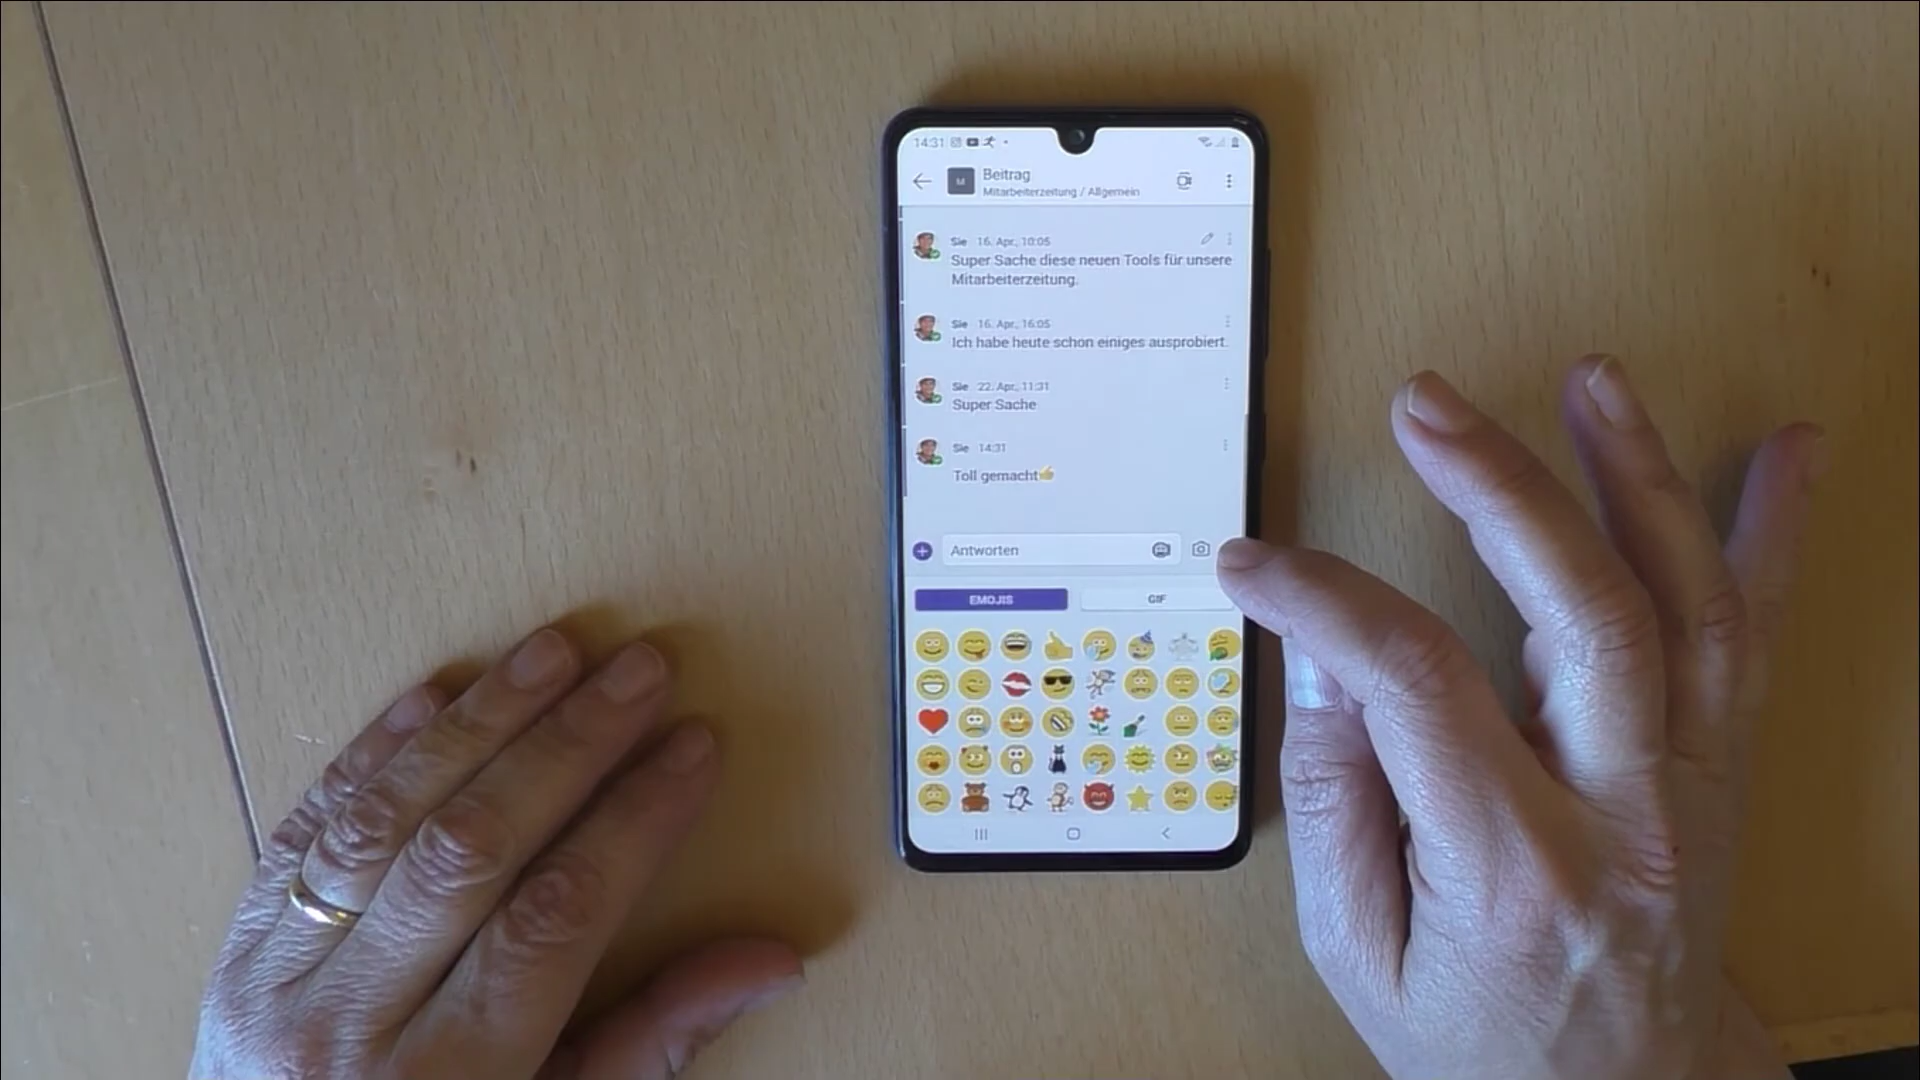 14:31
M
Beitrag
Mitarbeiterzeitung / Allgemein
Sie 16. Apr., 10:05
Super Sache diese neuen Tools für unsere
Mitarbeiterzeitung.
Sie 16. Apr., 16:05
Ich habe heute schon einiges ausprobiert.
Sie 22. Apr., 11:31
Super Sache
Sie 14:31
Toll gemacht👍
Antworten
EMOJIS
GIF